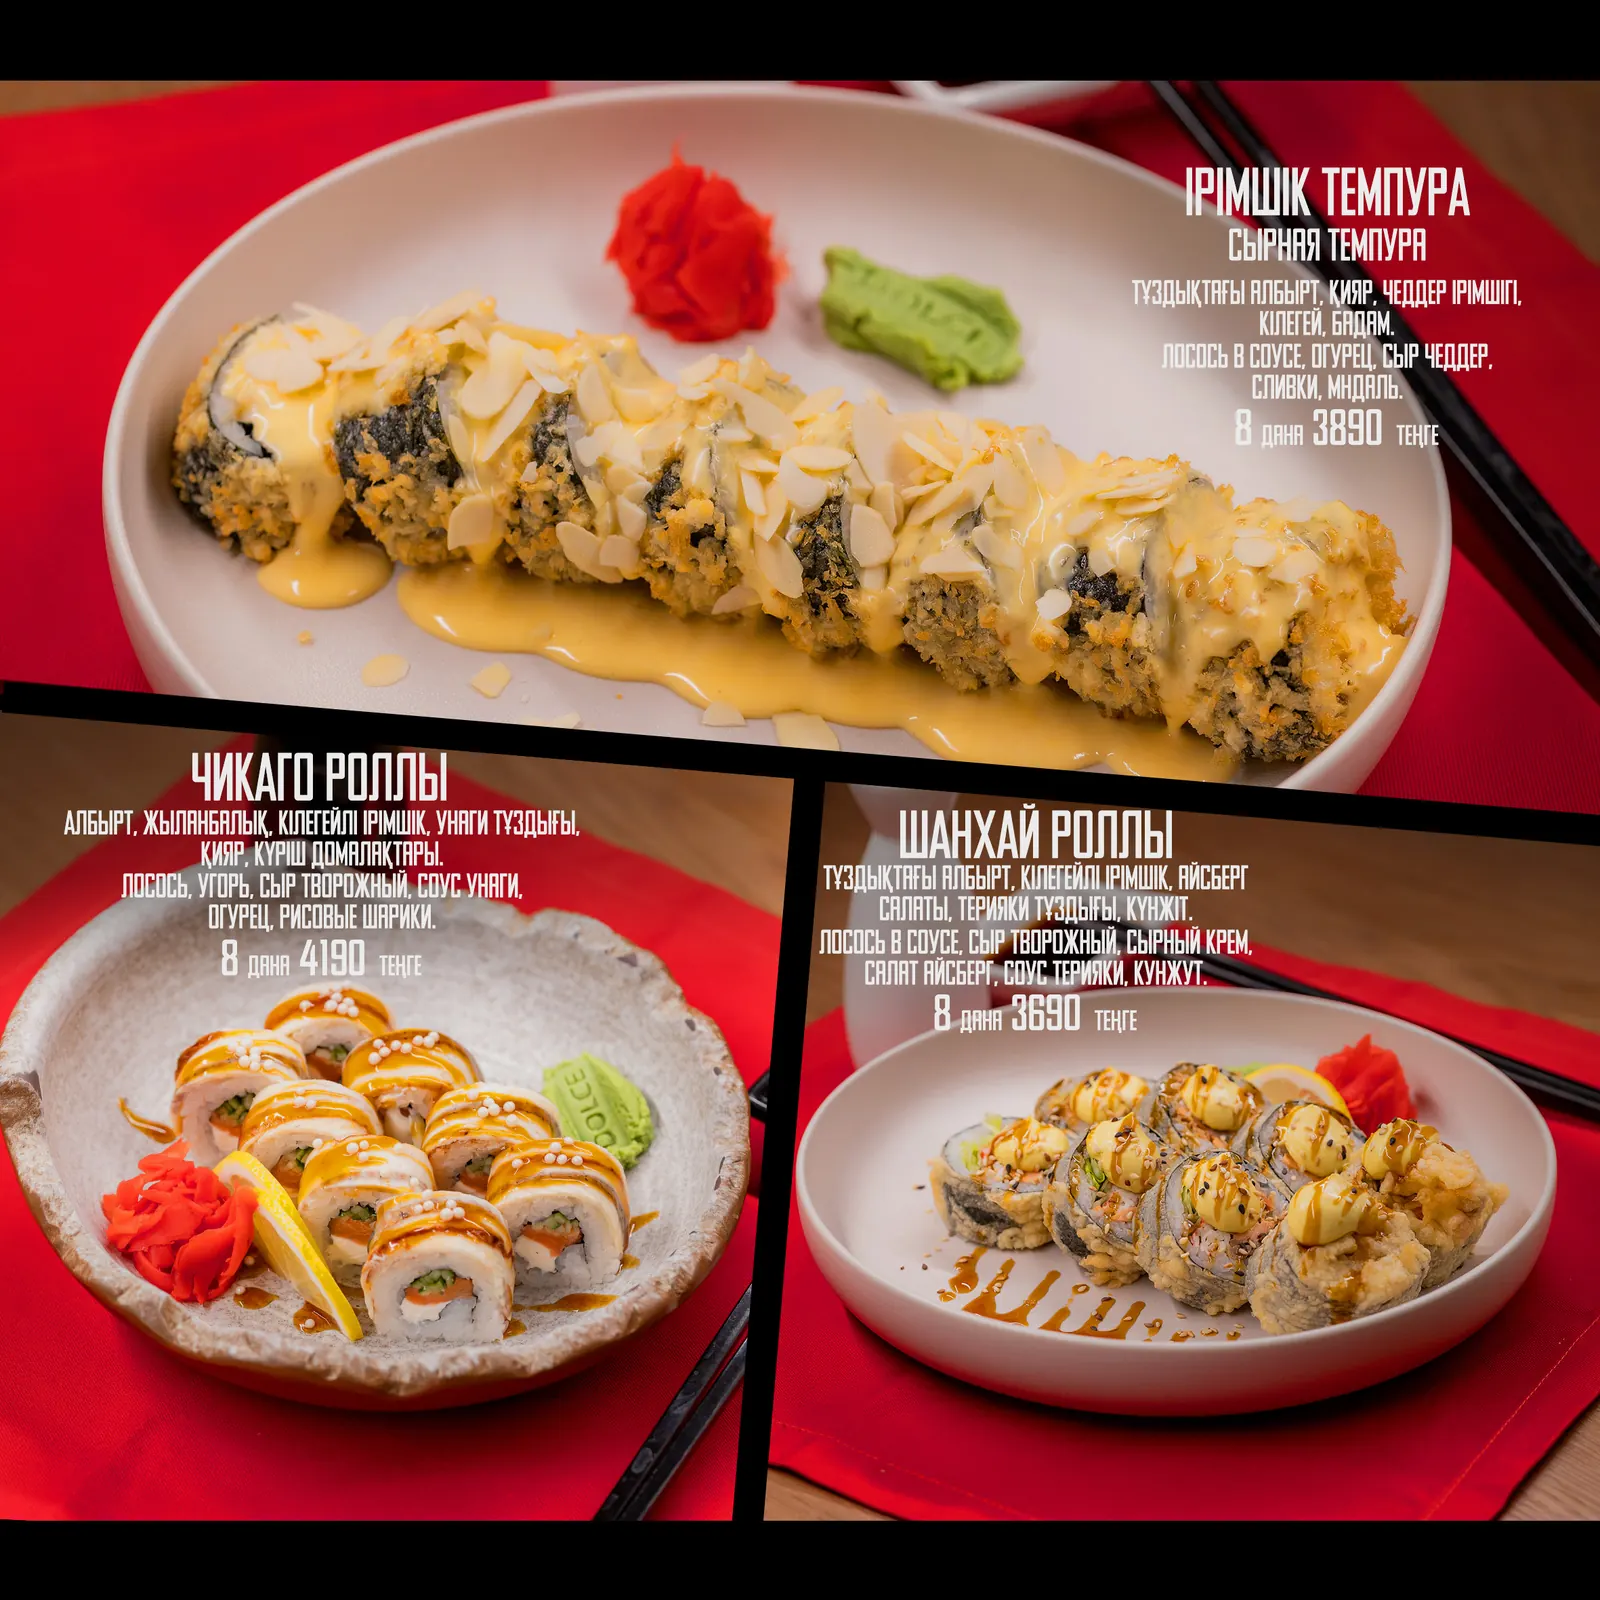 ІРІМШІК ТЕМПУРА
СЫРНАЯ ТЕМПУРА
ТҰЗДЫҚТАҒЫ АЛБЫРТ, ҚИЯР, ЧЕДДЕР ІРІМШІГІ,
КІЛЕГЕЙ, БАДАМ.
ЛОСОСЬ В СОУСЕ, ОГУРЕЦ, СЫР ЧЕДДЕР,
СЛИВКИ, МНДАЛЬ.
8 ДАНА 3890 ТЕҢГЕ
ЧИКАГО РОЛЛЫ
АЛБЫРТ, ЖЫЛАНБАЛЫҚ, КІЛЕГЕЙЛІ ІРІМШІК, УНАГИ ТҰЗДЫҒЫ,
ҚИЯР, КҮРІШ ДОМАЛАҚТАРЫ.
ЛОСОСЬ, УГОРЬ, СЫР ТВОРОЖНЫЙ, СОУС УНАГИ,
ОГУРЕЦ, РИСОВЫЕ ШАРИКИ.
8 ДАНА 4190 ТЕҢГЕ
DOLCE
ШАНХАЙ РОЛЛЫ
ТҰЗДЫҚТАҒЫ АЛБЫРТ, КІЛЕГЕЙЛІ ІРІМШІК, АЙСБЕРГ
САЛАТЫ, ТЕРИЯКИ ТҰЗДЫҒЫ, КҮНЖІТ.
ЛОСОСЬ В СОУСЕ, СЫР ТВОРОЖНЫЙ, СЫРНЫЙ КРЕМ,
САЛАТ АЙСБЕРГ, СОУС ТЕРИЯКИ, КУНЖУТ.
8 ДАНА 3690 ТЕҢГЕ